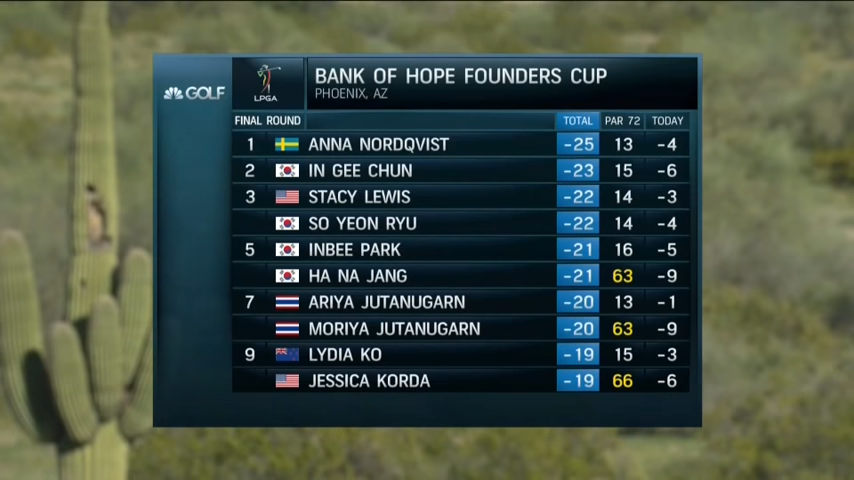 GOLF
LPGA
BANK OF HOPE FOUNDERS CUP
PHOENIX, AZ
FINAL ROUND TOTAL PAR 72 TODAY
1 ANNA NORDQVIST -25 13 -4
2 IN GEE CHUN -23 15 -6
3 STACY LEWIS -22 14 -3
SO YEON RYU -22 14 -4
5 INBEE PARK -21 16 -5
HA NA JANG -21 63 -9
7 ARIYA JUTANUGARN -20 13 -1
MORIYA JUTANUGARN -20 63 -9
9 LYDIA KO -19 15 -3
JESSICA KORDA -19 66 -6